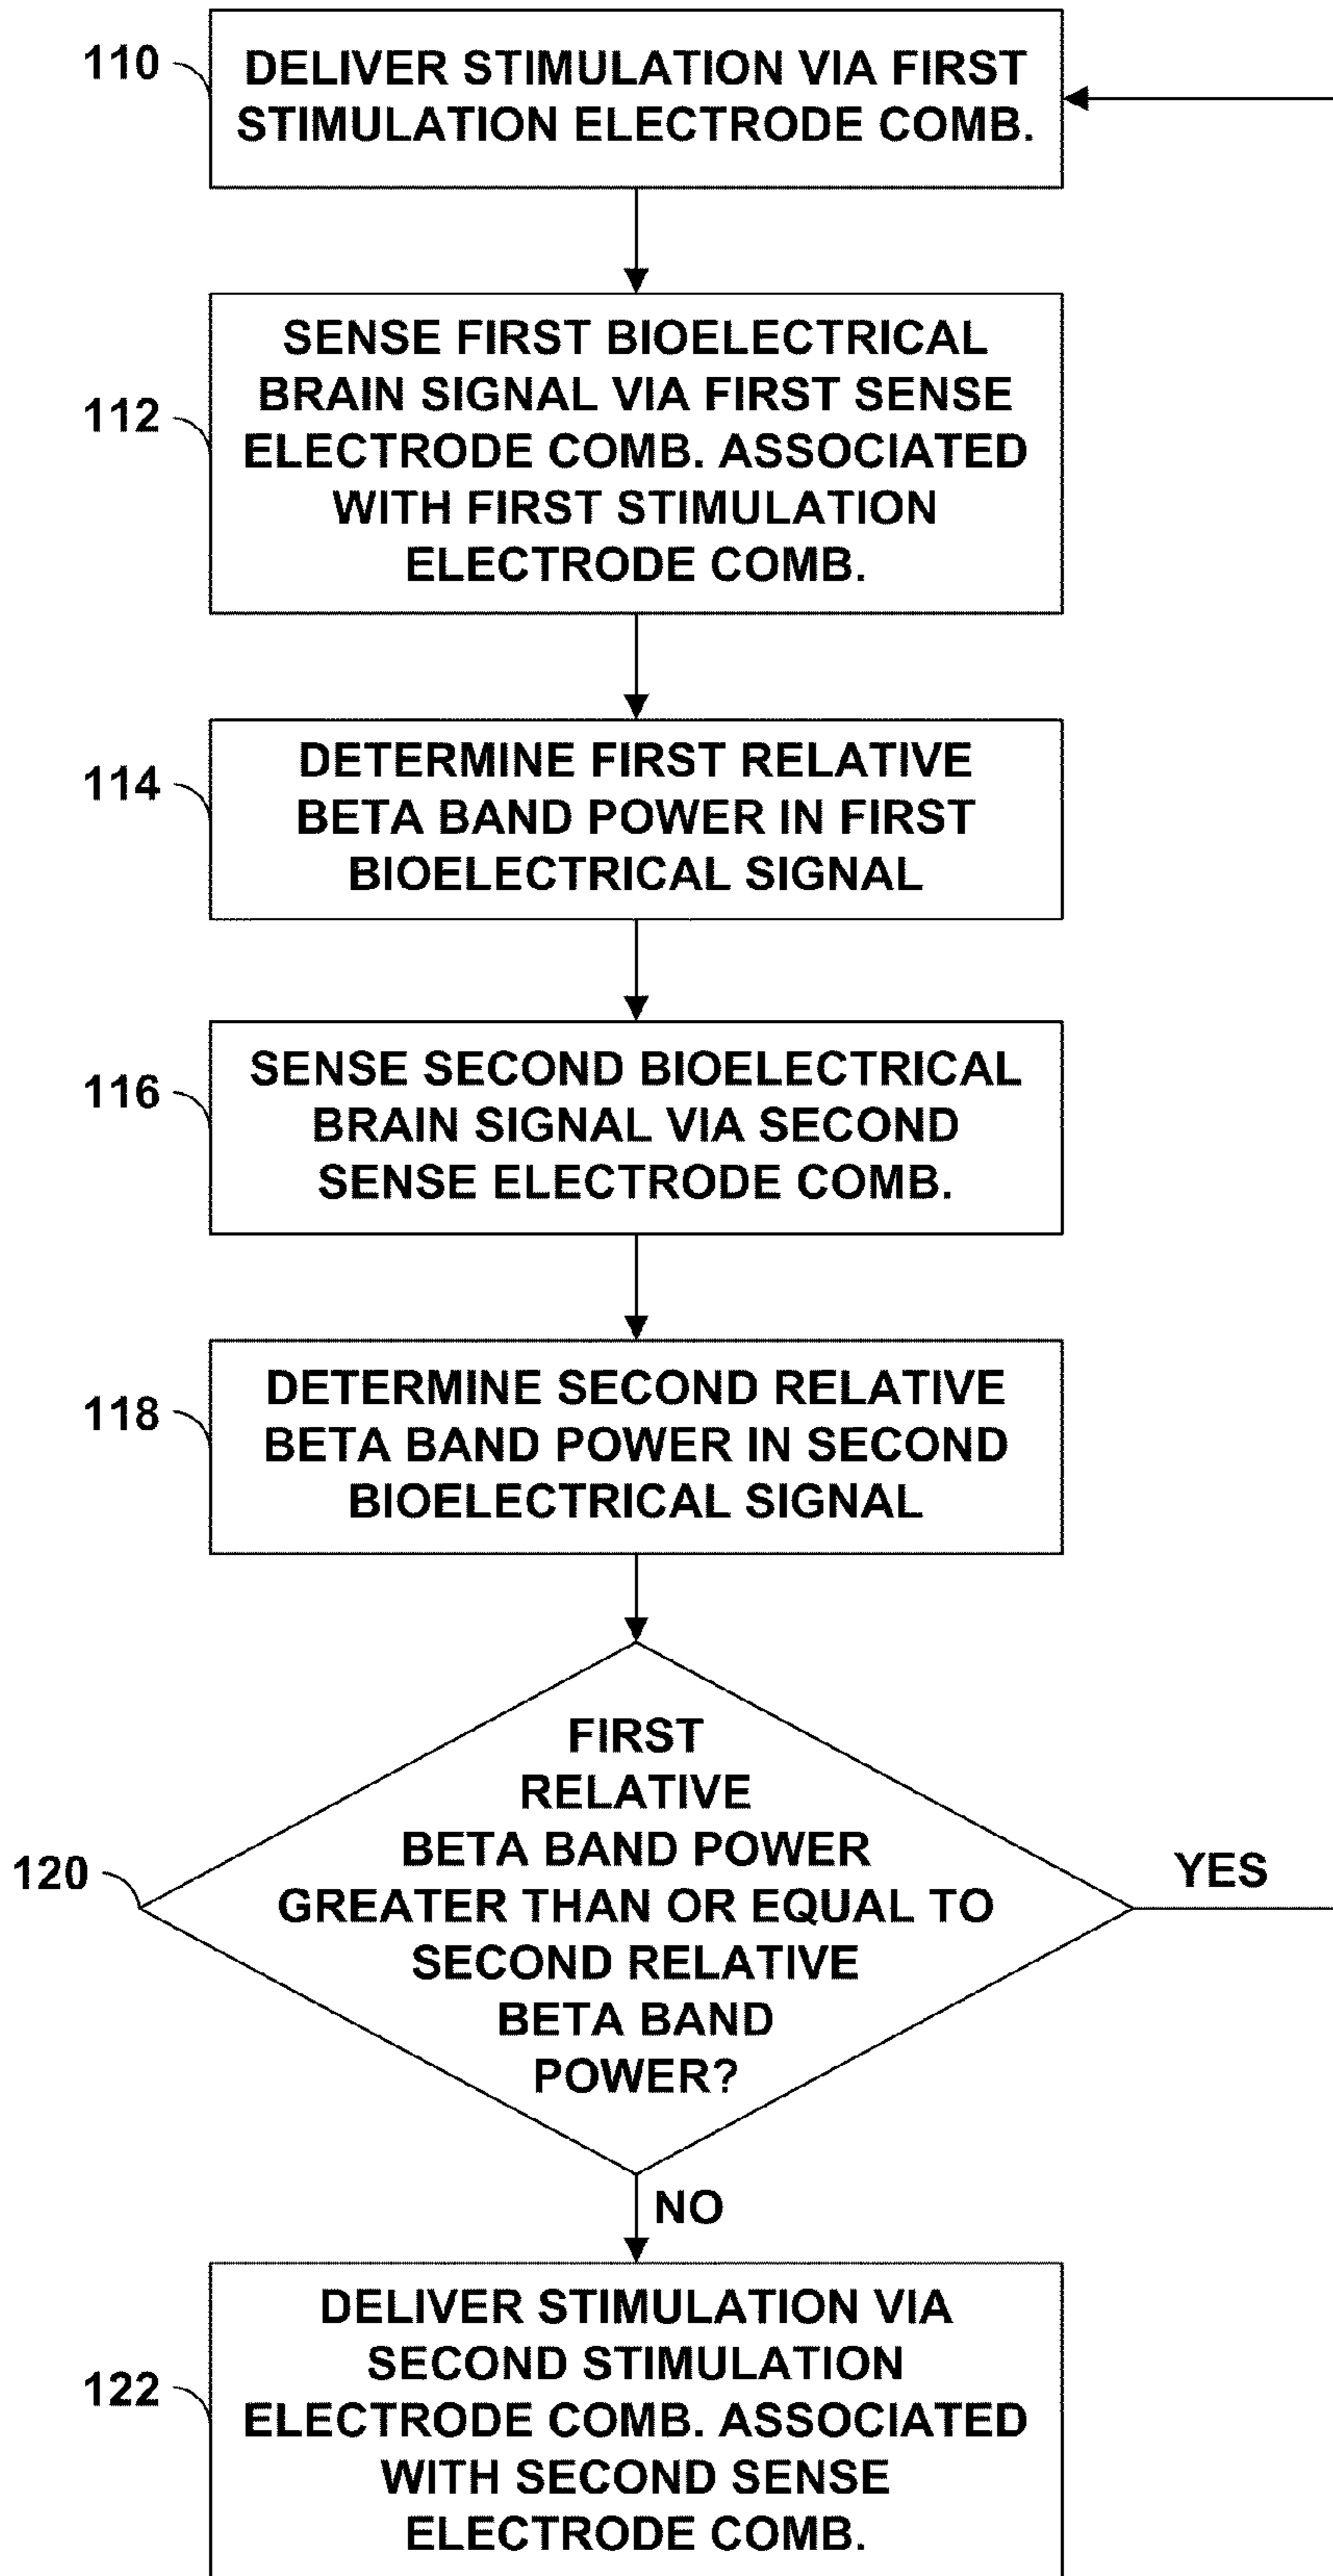 110
DELIVER STIMULATION VIA FIRST
STIMULATION ELECTRODE COMB.
112
SENSE FIRST BIOELECTRICAL
BRAIN SIGNAL VIA FIRST SENSE
ELECTRODE COMB. ASSOCIATED
WITH FIRST STIMULATION
ELECTRODE COMB.
114
DETERMINE FIRST RELATIVE
BETA BAND POWER IN FIRST
BIOELECTRICAL SIGNAL
116
SENSE SECOND BIOELECTRICAL
BRAIN SIGNAL VIA SECOND
SENSE ELECTRODE COMB.
118
DETERMINE SECOND RELATIVE
BETA BAND POWER IN SECOND
BIOELECTRICAL SIGNAL
120
FIRST
RELATIVE
BETA BAND POWER
GREATER THAN OR EQUAL TO
SECOND RELATIVE
BETA BAND
POWER?
YES
NO
122
DELIVER STIMULATION VIA
SECOND STIMULATION
ELECTRODE COMB. ASSOCIATED
WITH SECOND SENSE
ELECTRODE COMB.